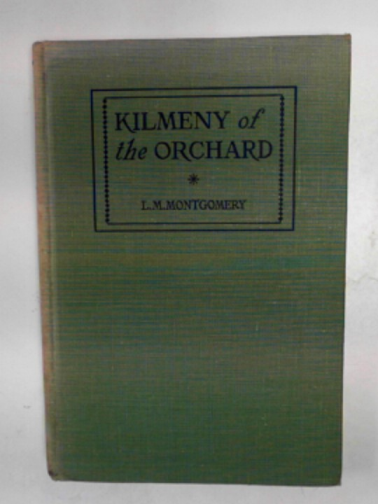 KILMENY of
the ORCHARD
L.M.MONTGOMERY